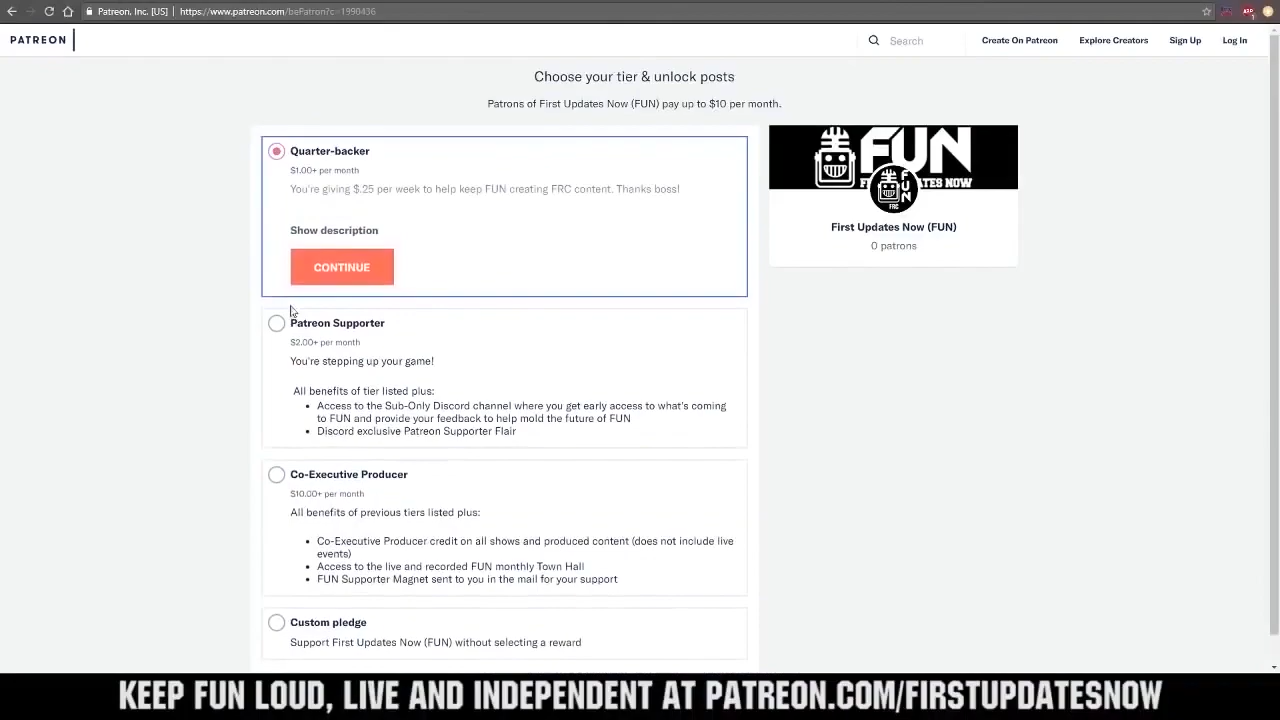 Patreon, Inc. [US] | https://www.patreon.com/bePatron?c=1990436
PATREON
Search
Create On Patreon
Explore Creators
Sign Up
Log In
Choose your tier & unlock posts
Patrons of First Updates Now (FUN) pay up to $10 per month.
Quarter-backer
$1.00+ per month
You're giving $.25 per week to help keep FUN creating FRC content. Thanks boss!
Show description
CONTINUE
Patreon Supporter
$2.00+ per month
You're stepping up your game!
All benefits of tier listed plus:
• Access to the Sub-Only Discord channel where you get early access to what's coming
to FUN and provide your feedback to help mold the future of FUN
• Discord exclusive Patreon Supporter Flair
Co-Executive Producer
$10.00+ per month
All benefits of previous tiers listed plus:
• Co-Executive Producer credit on all shows and produced content (does not include live
events)
• Access to the live and recorded FUN monthly Town Hall
• FUN Supporter Magnet sent to you in the mail for your support
Custom pledge
Support First Updates Now (FUN) without selecting a reward
FUN
FUN
FRC
First Updates Now (FUN)
0 patrons
KEEP FUN LOUD, LIVE AND INDEPENDENT AT PATREON.COM/FIRSTUPDATESNOW